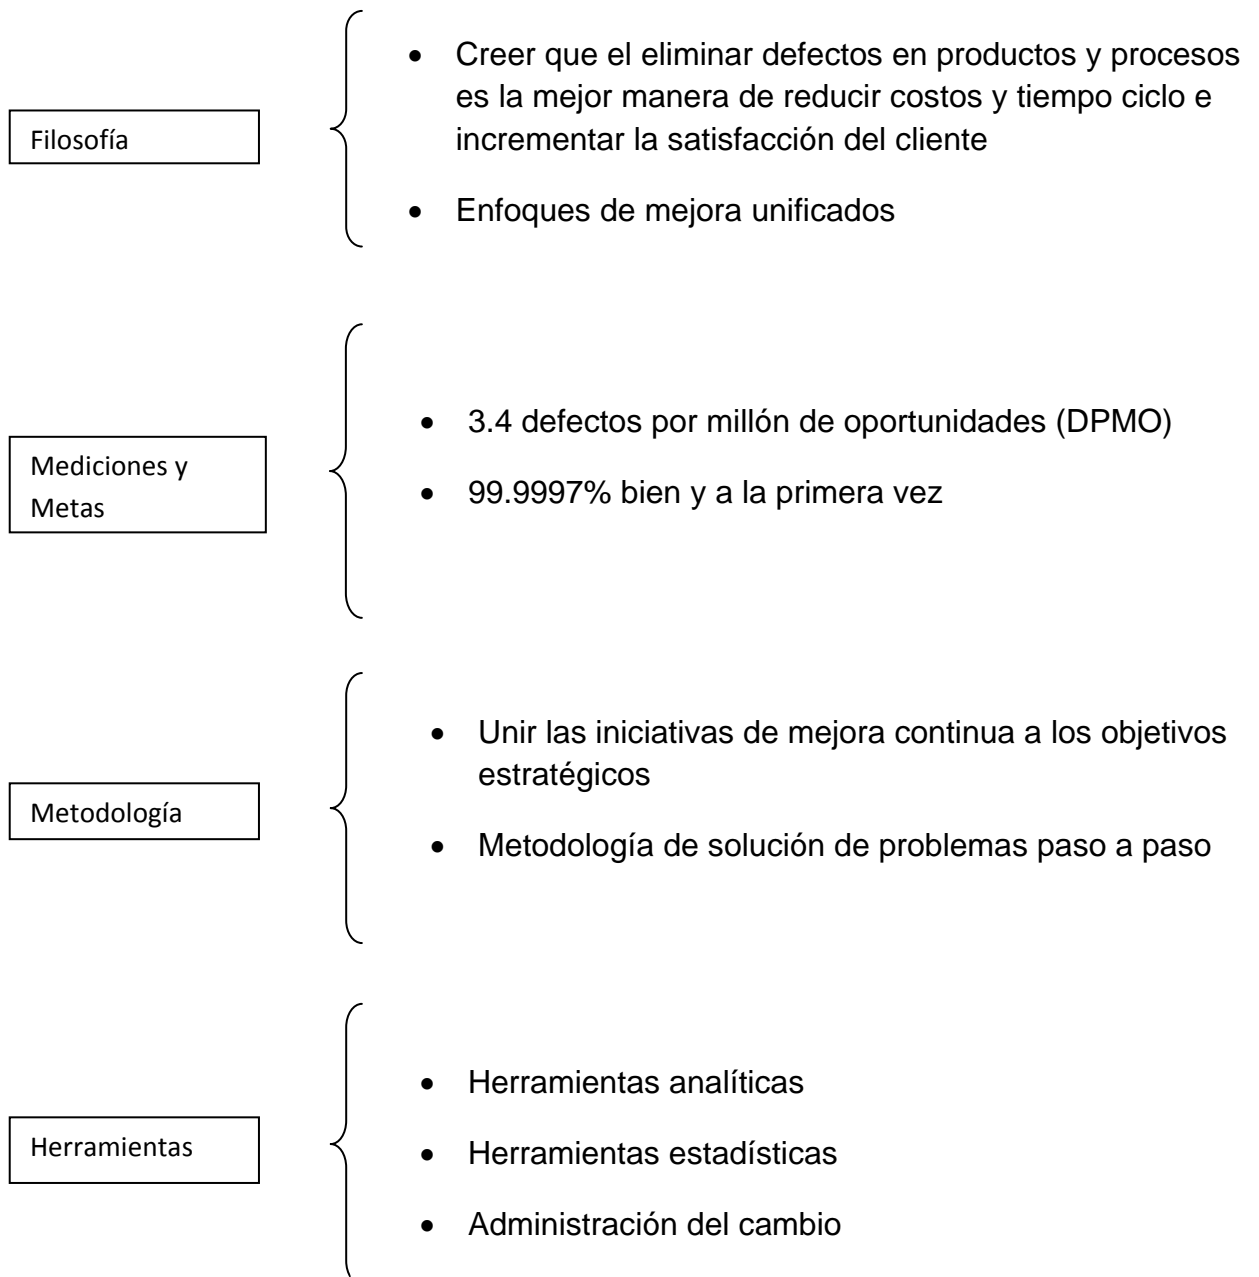 Filosofía
• Creer que el eliminar defectos en productos y procesos
es la mejor manera de reducir costos y tiempo ciclo e
incrementar la satisfacción del cliente
• Enfoques de mejora unificados
Mediciones y
Metas
• 3.4 defectos por millón de oportunidades (DPMO)
• 99.9997% bien y a la primera vez
Metodología
• Unir las iniciativas de mejora continua a los objetivos
estratégicos
• Metodología de solución de problemas paso a paso
Herramientas
• Herramientas analíticas
• Herramientas estadísticas
• Administración del cambio